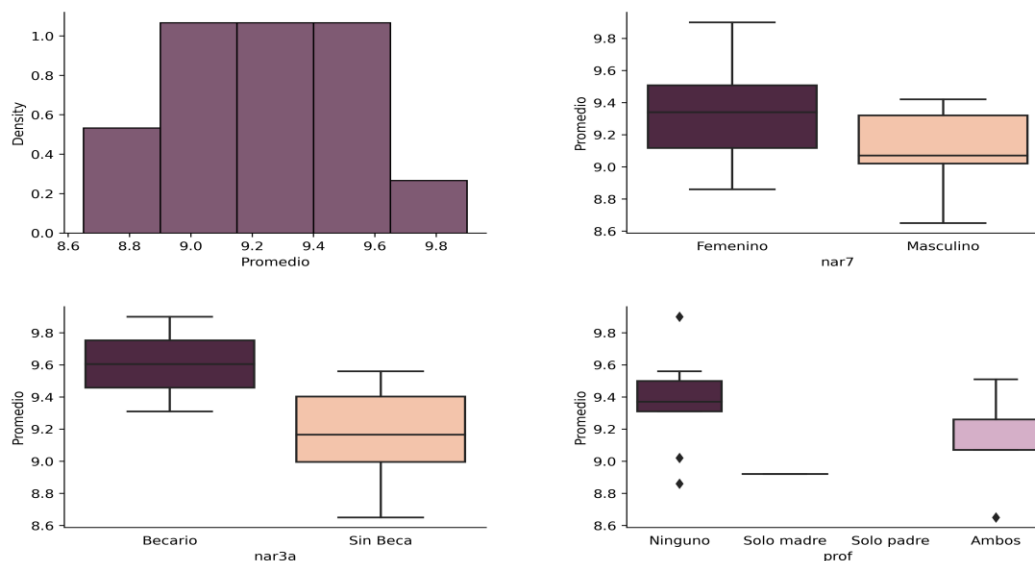 Density
1.0
0.8
0.6
0.4
0.2
0.0
8.6 8.8 9.0 9.2 9.4 9.6 9.8
Promedio
Promedio
9.8
9.6
9.4
9.2
9.0
8.8
8.6
Femenino Masculino
nar7
Promedio
9.8
9.6
9.4
9.2
9.0
8.8
8.6
Becario Sin Beca
nar3a
Promedio
9.8
9.6
9.4
9.2
9.0
8.8
8.6
Ninguno Solo madre Solo padre Ambos
prof